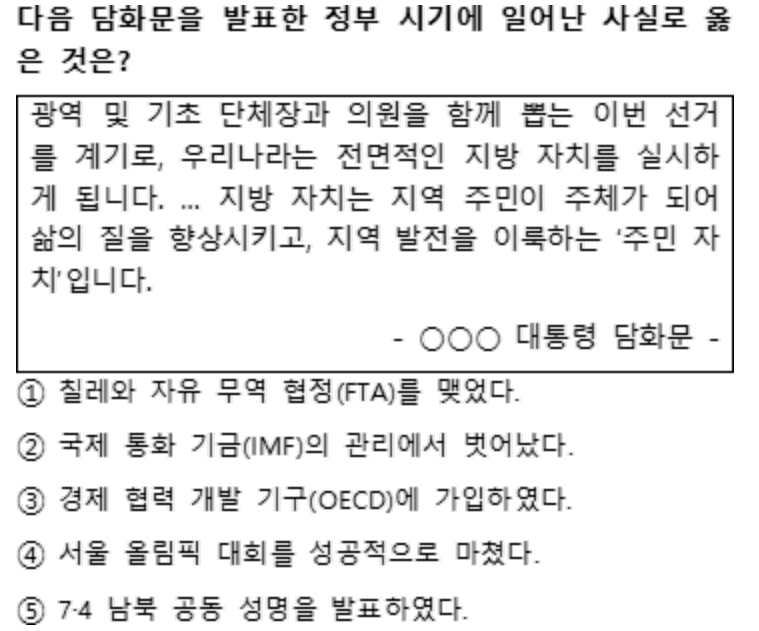 다음 담화문을 발표한 정부 시기에 일어난 사실로 옳
은 것은?
광역 및 기초 단체장과 의원을 함께 뽑는 이번 선거
를 계기로, 우리나라는 전면적인 지방 자치를 실시하
게 됩니다. ... 지방 자치는 지역 주민이 주체가 되어
삶의 질을 향상시키고, 지역 발전을 이룩하는 ‘주민 자
치’입니다.
- ○○○ 대통령 담화문 -
① 칠레와 자유 무역 협정(FTA)를 맺었다.
② 국제 통화 기금(IMF)의 관리에서 벗어났다.
③ 경제 협력 개발 기구(OECD)에 가입하였다.
④ 서울 올림픽 대회를 성공적으로 마쳤다.
⑤ 7·4 남북 공동 성명을 발표하였다.